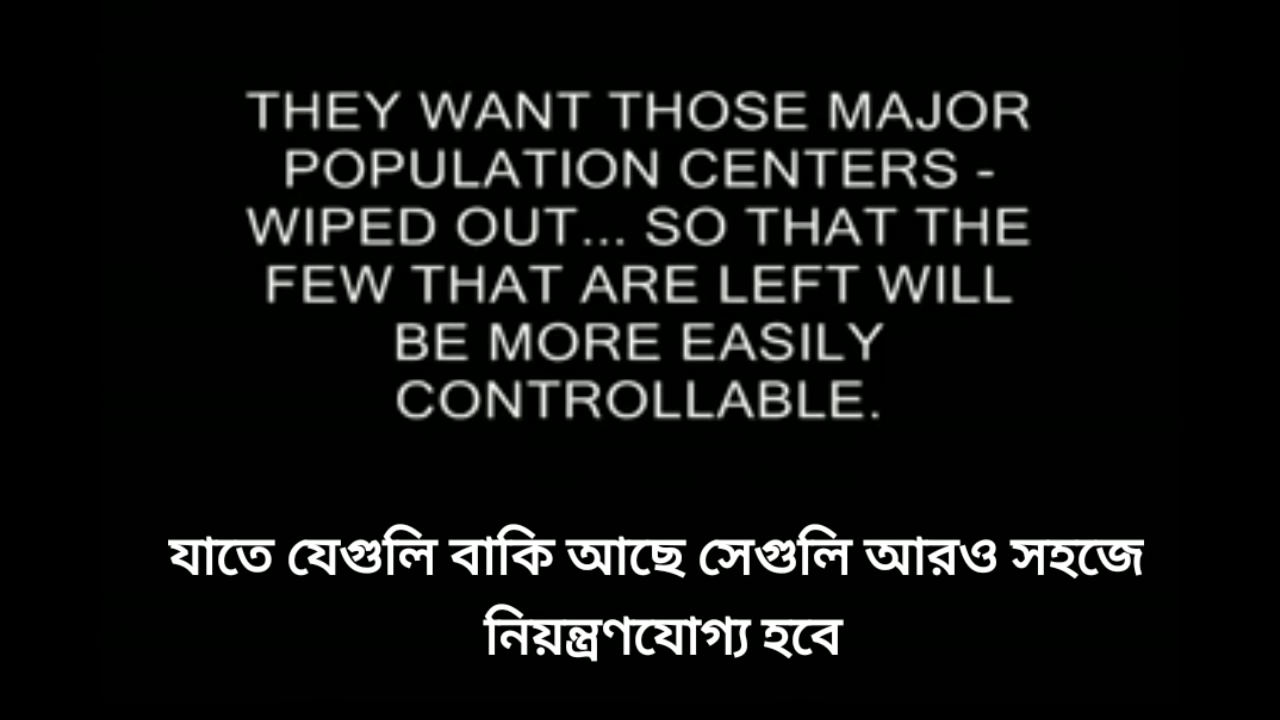 THEY WANT THOSE MAJOR
POPULATION CENTERS -
WIPED OUT... SO THAT THE
FEW THAT ARE LEFT WILL
BE MORE EASILY
CONTROLLABLE.
যাতে যেগুলি বাকি আছে সেগুলি আরও সহজে
নিয়ন্ত্রণযোগ্য হবে